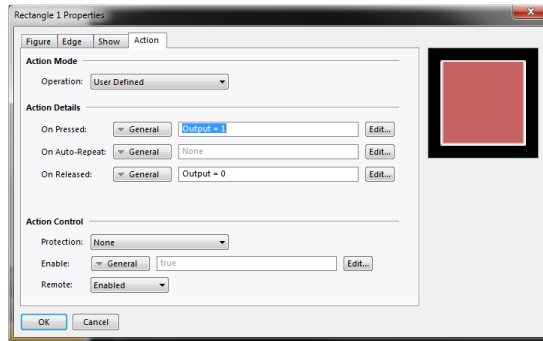 Rectangle 1 Properties
Figure Edge Show Action
Action Mode
Operation: User Defined
Action Details
On Pressed: General Output = 1 Edit...
On Auto-Repeat: General None Edit...
On Released: General Output = 0 Edit...
Action Control
Protection: None
Enable: General true Edit...
Remote: Enabled
OK Cancel